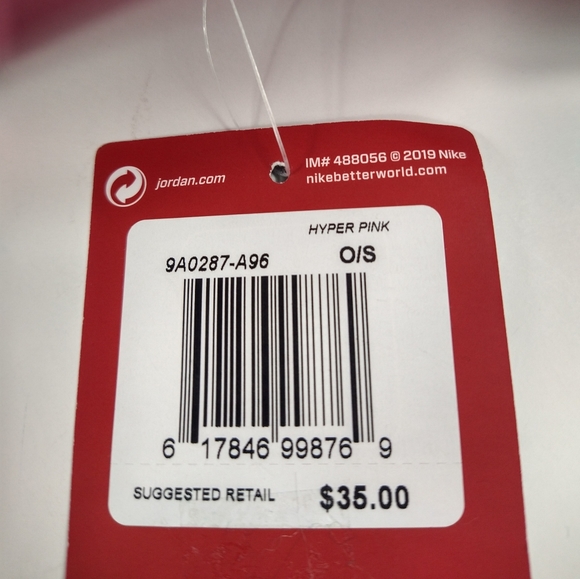 jordan.com
IM# 488056 © 2019 Nike
nikebetterworld.com
HYPER PINK
9A0287-A96
O/S
6 17846 99876 9
SUGGESTED RETAIL $35.00